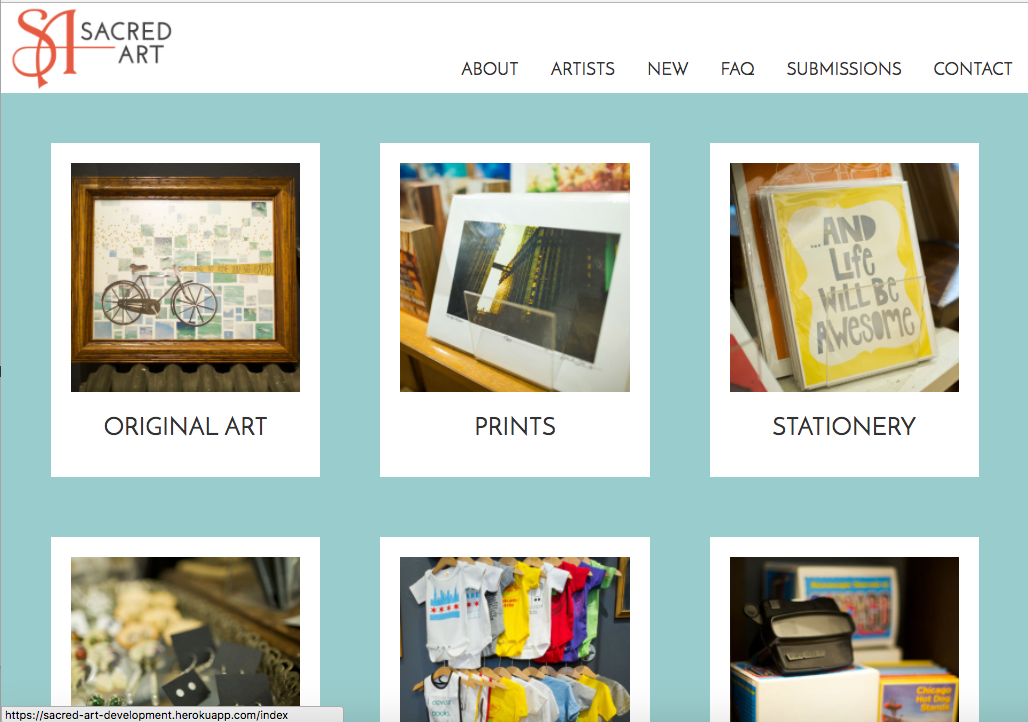 SACRED
ART
ABOUT ARTISTS NEW FAQ SUBMISSIONS CONTACT
ORIGINAL ART
PRINTS
...AND
Life
WILL BE
AWESOME
STATIONERY
Chicago
Hot Dog
Stands
https://sacred-art-development.herokuapp.com/index